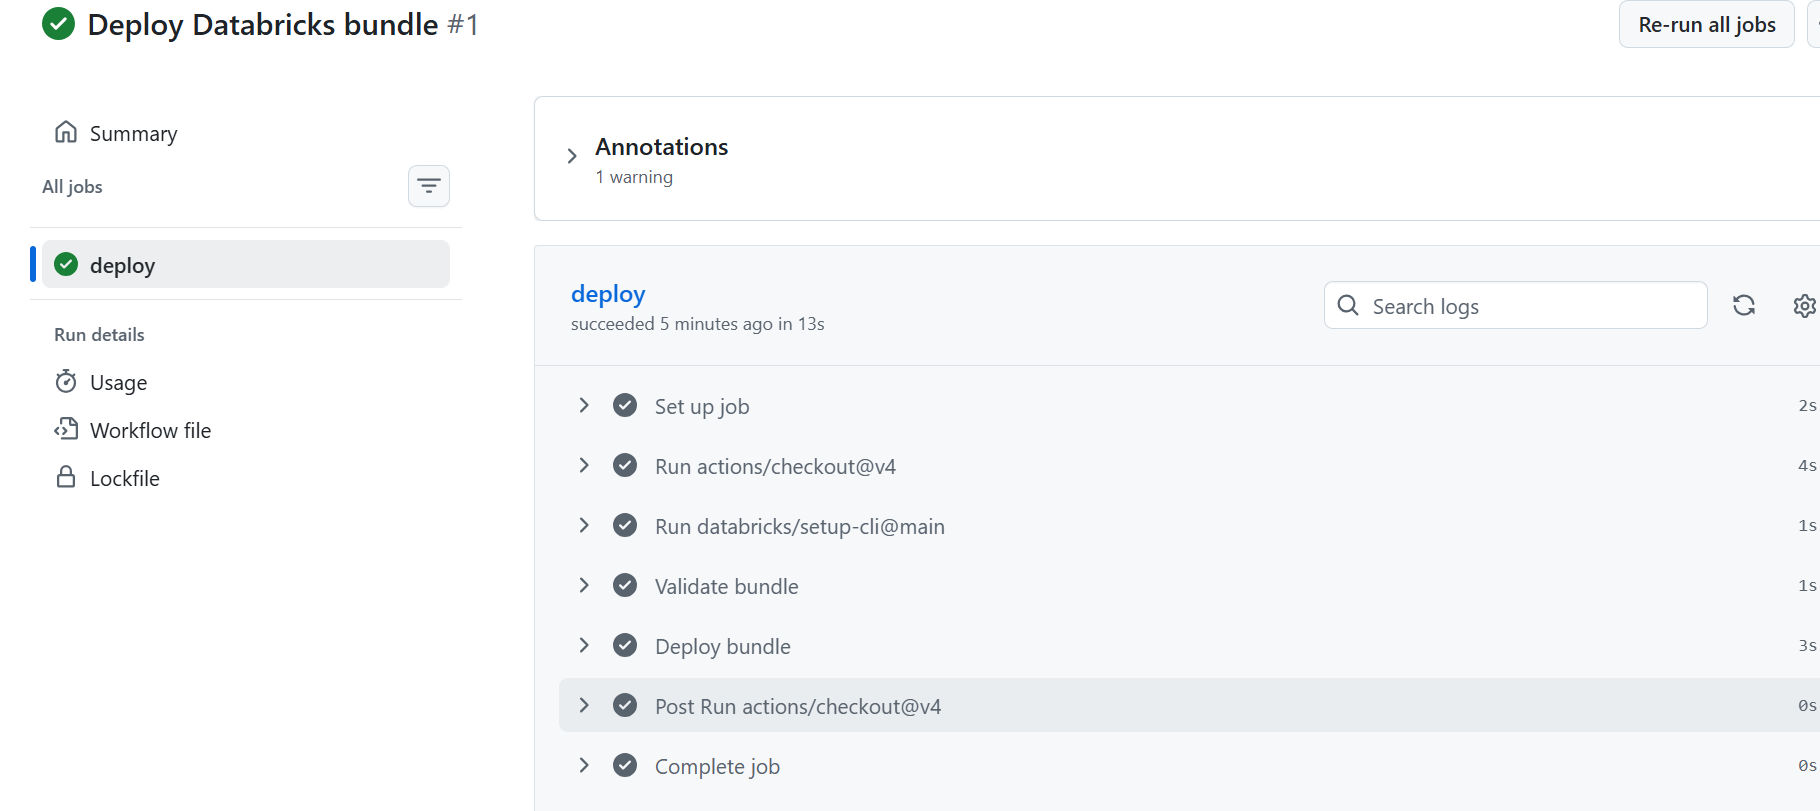 Deploy Databricks bundle #1
Re-run all jobs
Summary
All jobs
deploy
Run details
Usage
Workflow file
Lockfile
Annotations
1 warning
deploy
succeeded 5 minutes ago in 13s
Search logs
Set up job 2s
Run actions/checkout@v4 4s
Run databricks/setup-cli@main 1s
Validate bundle 1s
Deploy bundle 3s
Post Run actions/checkout@v4 0s
Complete job 0s